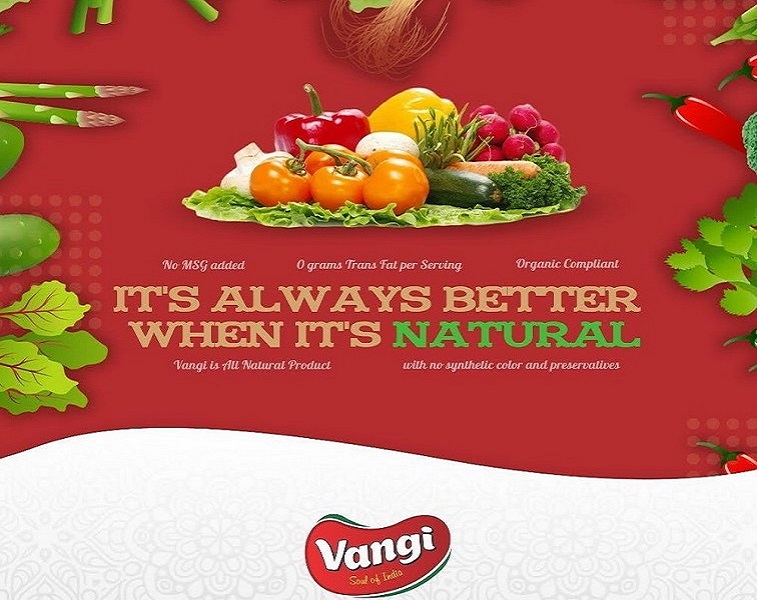 No MSG added 0 grams Trans Fat per Serving Organic Compliant
IT'S ALWAYS BETTER
WHEN IT'S NATURAL
Vangi is All Natural Product with no synthetic color and preservatives
Vangi
Soul of India